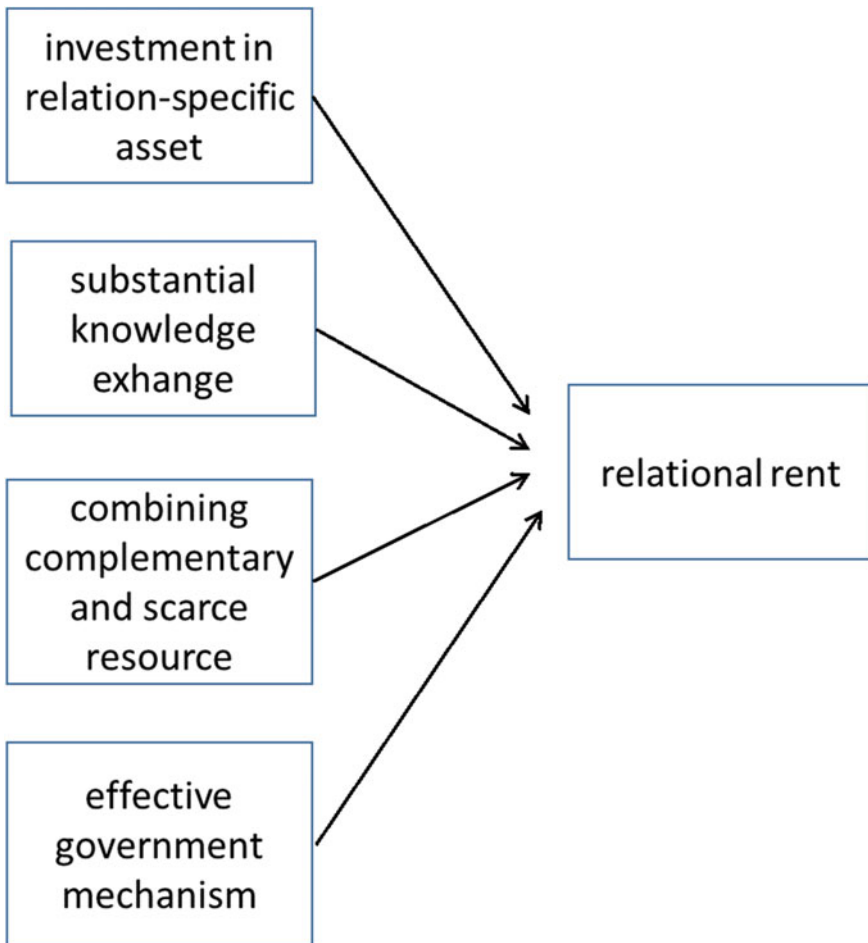 investment in
relation-specific
asset
substantial
knowledge
exhange
combining
complementary
and scarce
resource
effective
government
mechanism
relational rent